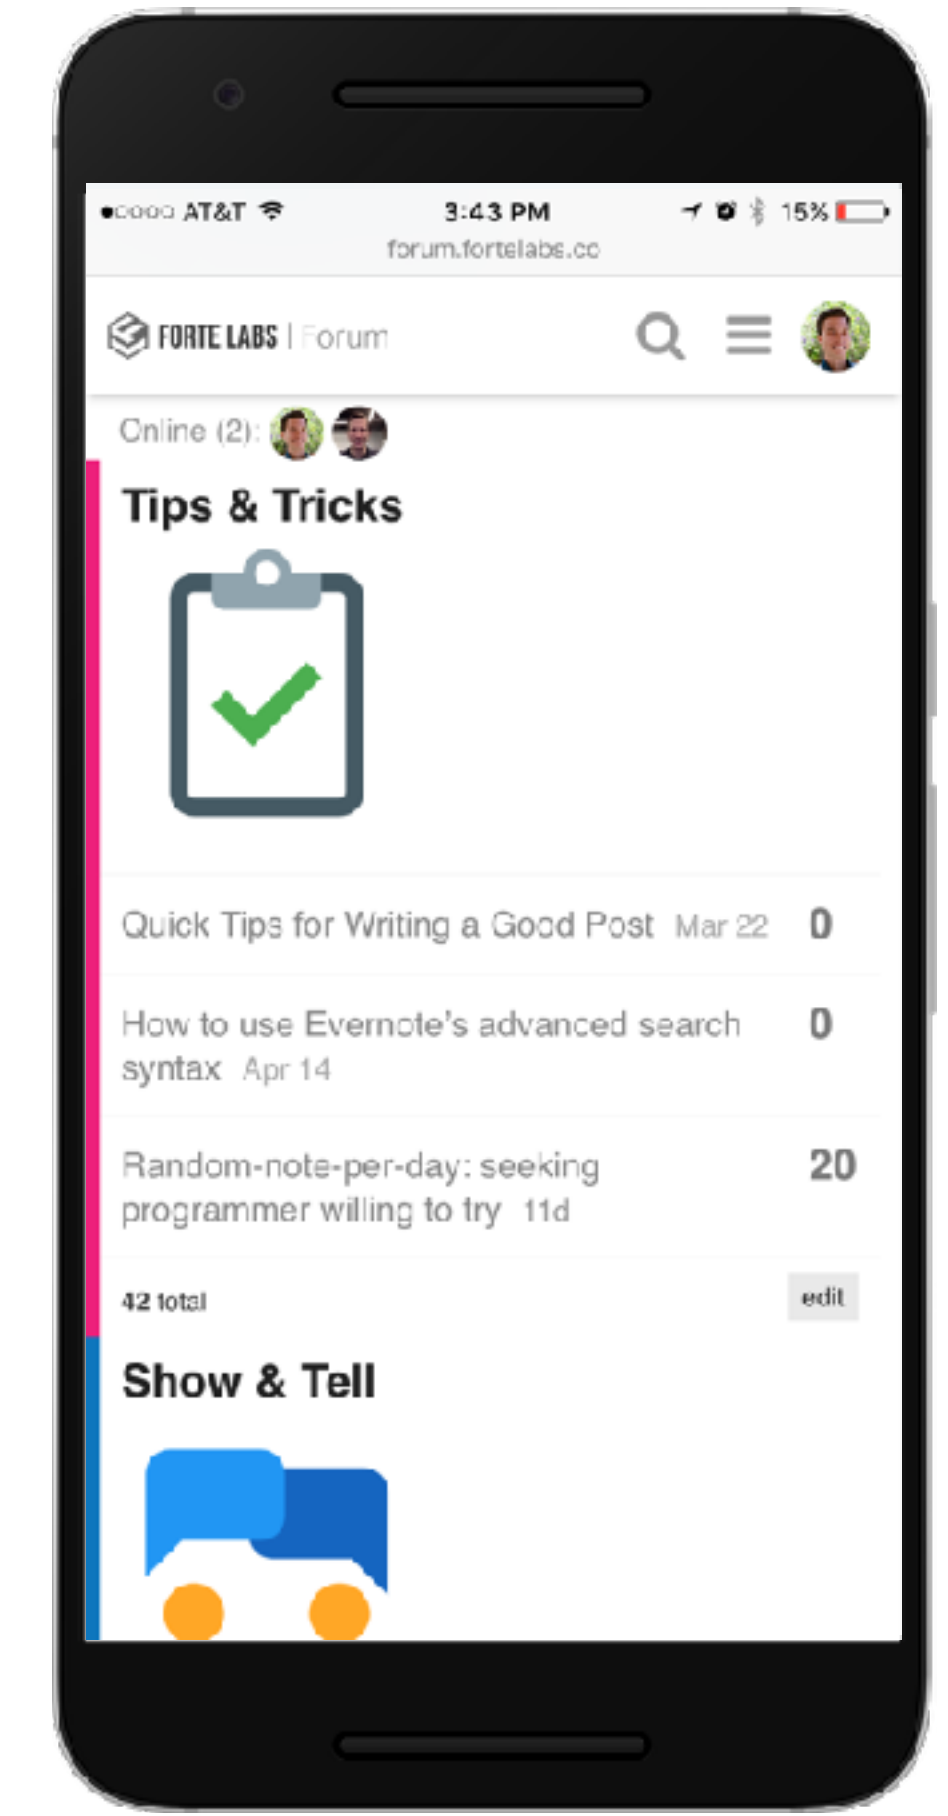 AT&T 3:43 PM 15%
forum.fortelabs.co
FORTE LABS | Forum
Online (2):
Tips & Tricks
Quick Tips for Writing a Good Post Mar 22 0
How to use Evernote's advanced search 0
syntax Apr 14
Random-note-per-day: seeking 20
programmer willing to try 11d
42 total edit
Show & Tell